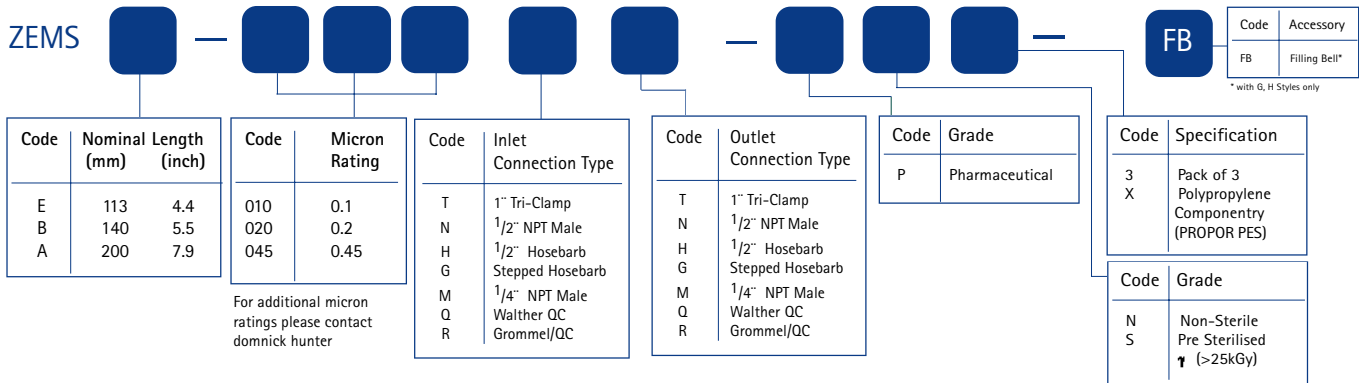 ZEMS — — — FB
Code Accessory
FB Filling Bell*
* with G, H Styles only
Code Nominal Length
(mm) (inch)
E 113 4.4
B 140 5.5
A 200 7.9
Code Micron
Rating
010 0.1
020 0.2
045 0.45
For additional micron
ratings please contact
domnick hunter
Code Inlet
Connection Type
T 1¨ Tri-Clamp
N 1/2¨ NPT Male
H 1/2¨ Hosebarb
G Stepped Hosebarb
M 1/4¨ NPT Male
Q Walther QC
R Grommel/QC
Code Outlet
Connection Type
T 1¨ Tri-Clamp
N 1/2¨ NPT Male
H 1/2¨ Hosebarb
G Stepped Hosebarb
M 1/4¨ NPT Male
Q Walther QC
R Grommel/QC
Code Grade
P Pharmaceutical
Code Specification
3 Pack of 3
X Polypropylene
Componentry
(PROPOR PES)
Code Grade
N Non-Sterile
S Pre Sterilised
γ (>25kGy)